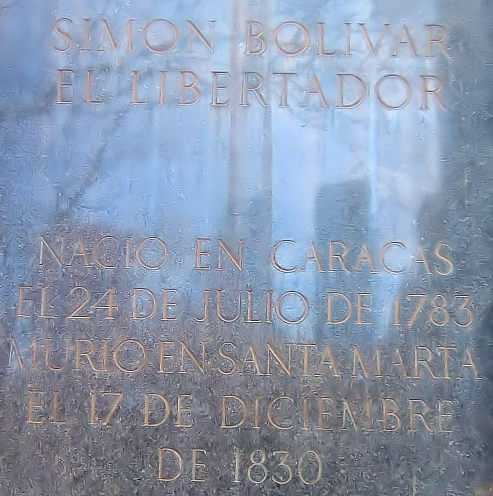 SIMON BOLIVAR
EL LIBERTADOR
NACIO EN CARACAS
EL 24 DE JULIO DE 1783
MURIO EN SANTA MARTA
EL 17 DE DICIEMBRE
DE 1830